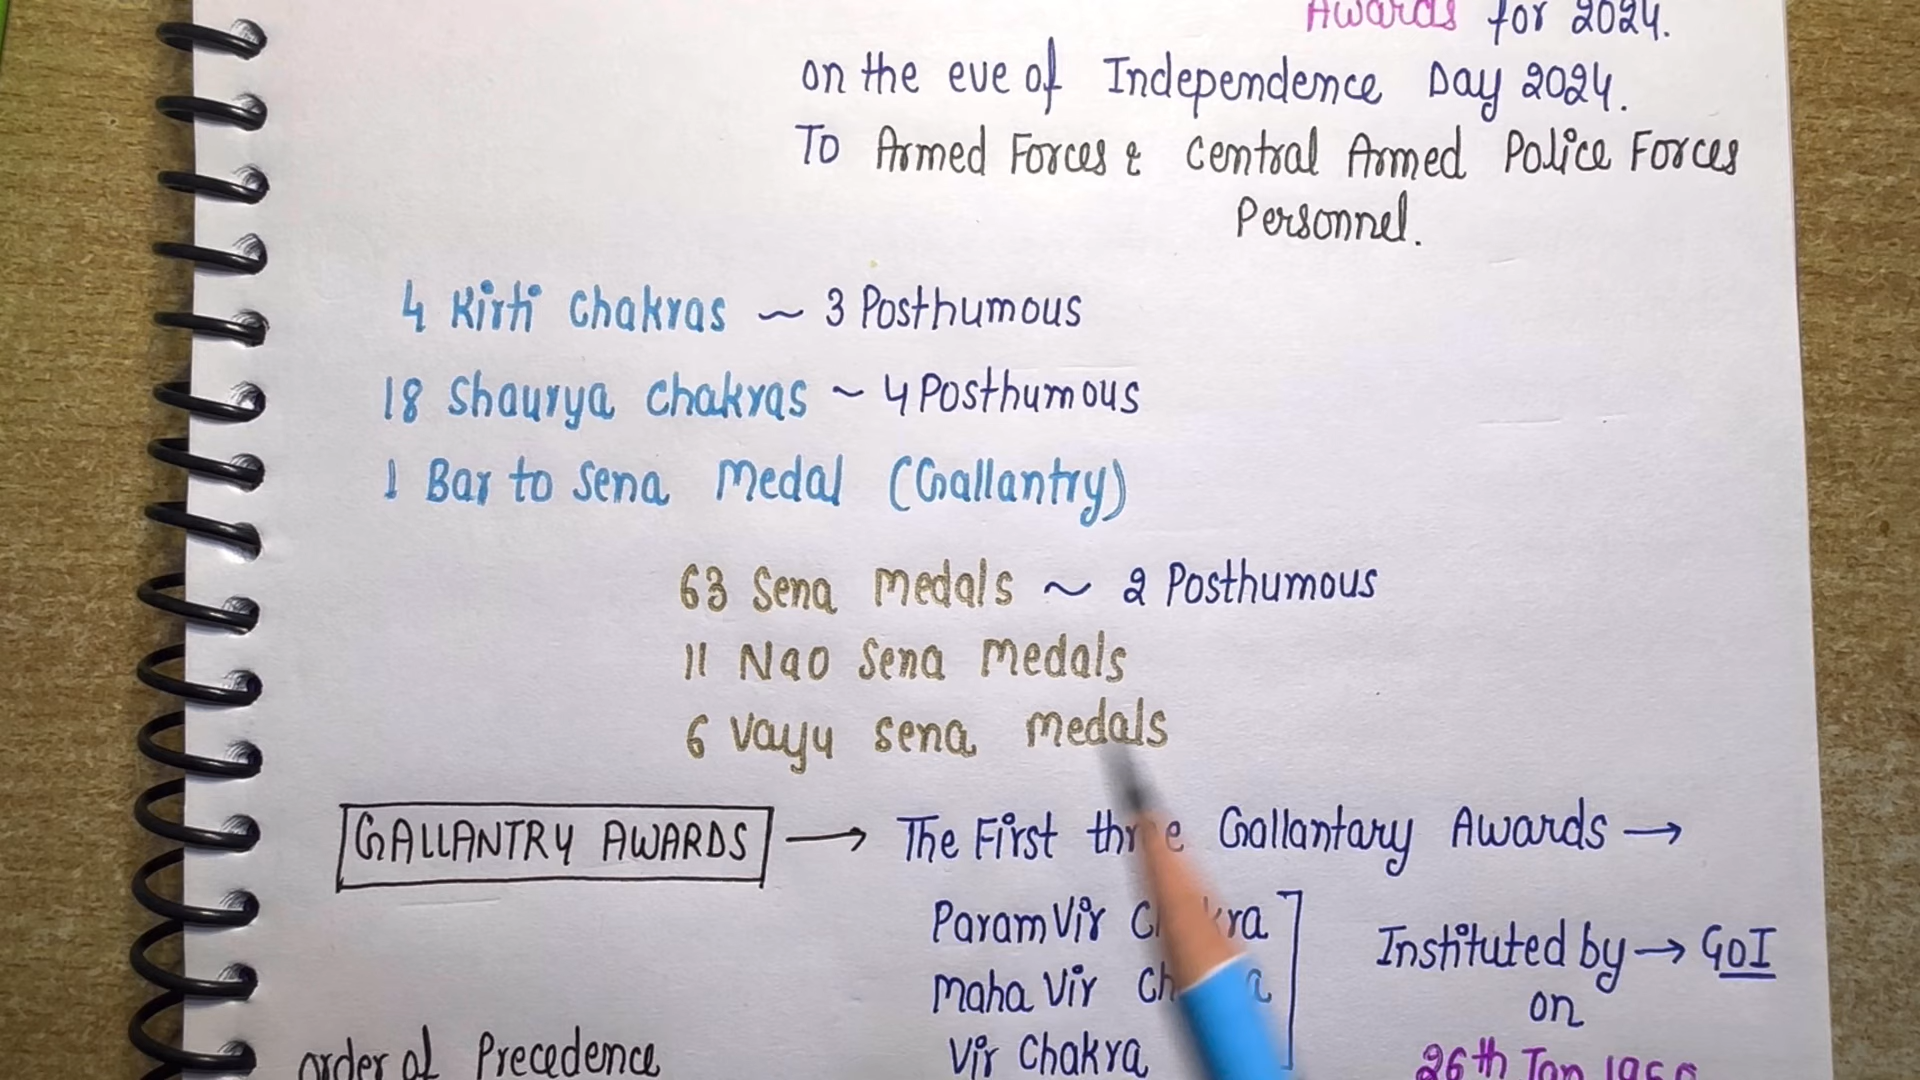 Awards for 2024.
on the eve of Independence Day 2024.
To Armed Forces & Central Armed Police Forces
Personnel.
4 Kirti Chakras ~ 3 Posthumous
18 Shaurya Chakras ~ 4 Posthumous
1 Bar to Sena Medal (Gallantry)
63 Sena Medals ~ 2 Posthumous
11 Nao Sena Medals
6 Vayu Sena Medals
GALLANTRY AWARDS → The First Gallantary Awards →
Param Vir
Maha Vir
Vir Chakra
Instituted by → GOI
on
26th Jan
order of Precedence